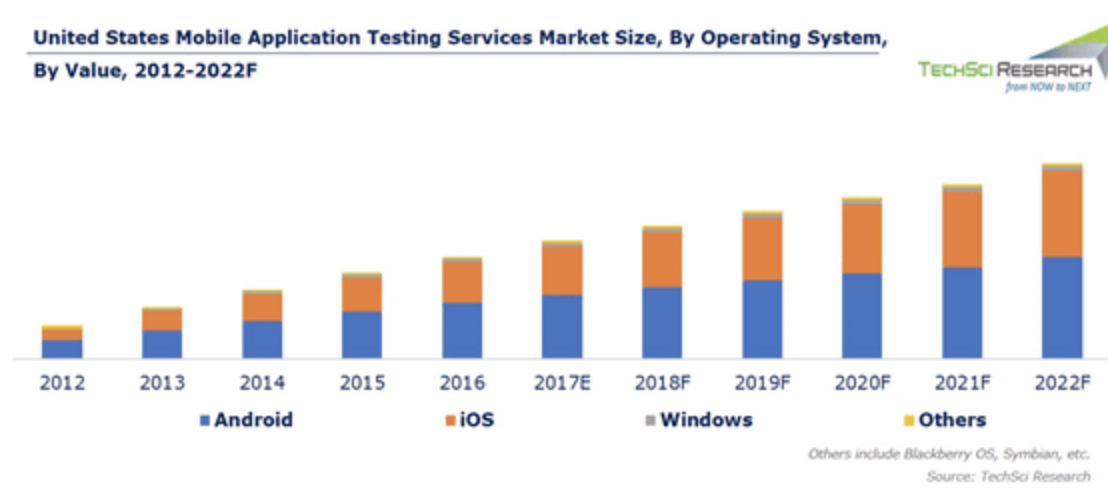 United States Mobile Application Testing Services Market Size, By Operating System,
By Value, 2012-2022F
TECHSCI RESEARCH
from NOW to NEXT
2012 2013 2014 2015 2016 2017E 2018F 2019F 2020F 2021F 2022F
Android iOS Windows Others
Others include Blackberry OS, Symbian, etc.
Source: TechSci Research